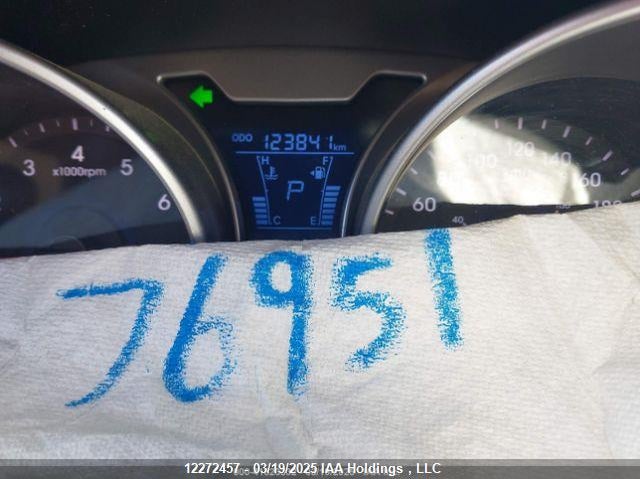 ODO 123841 km
H F
P
C E
3 4 5 6
x1000rpm
60 80 100 120 140 160 180
40
76951
12272457 - 03/19/2025 IAA Holdings , LLC